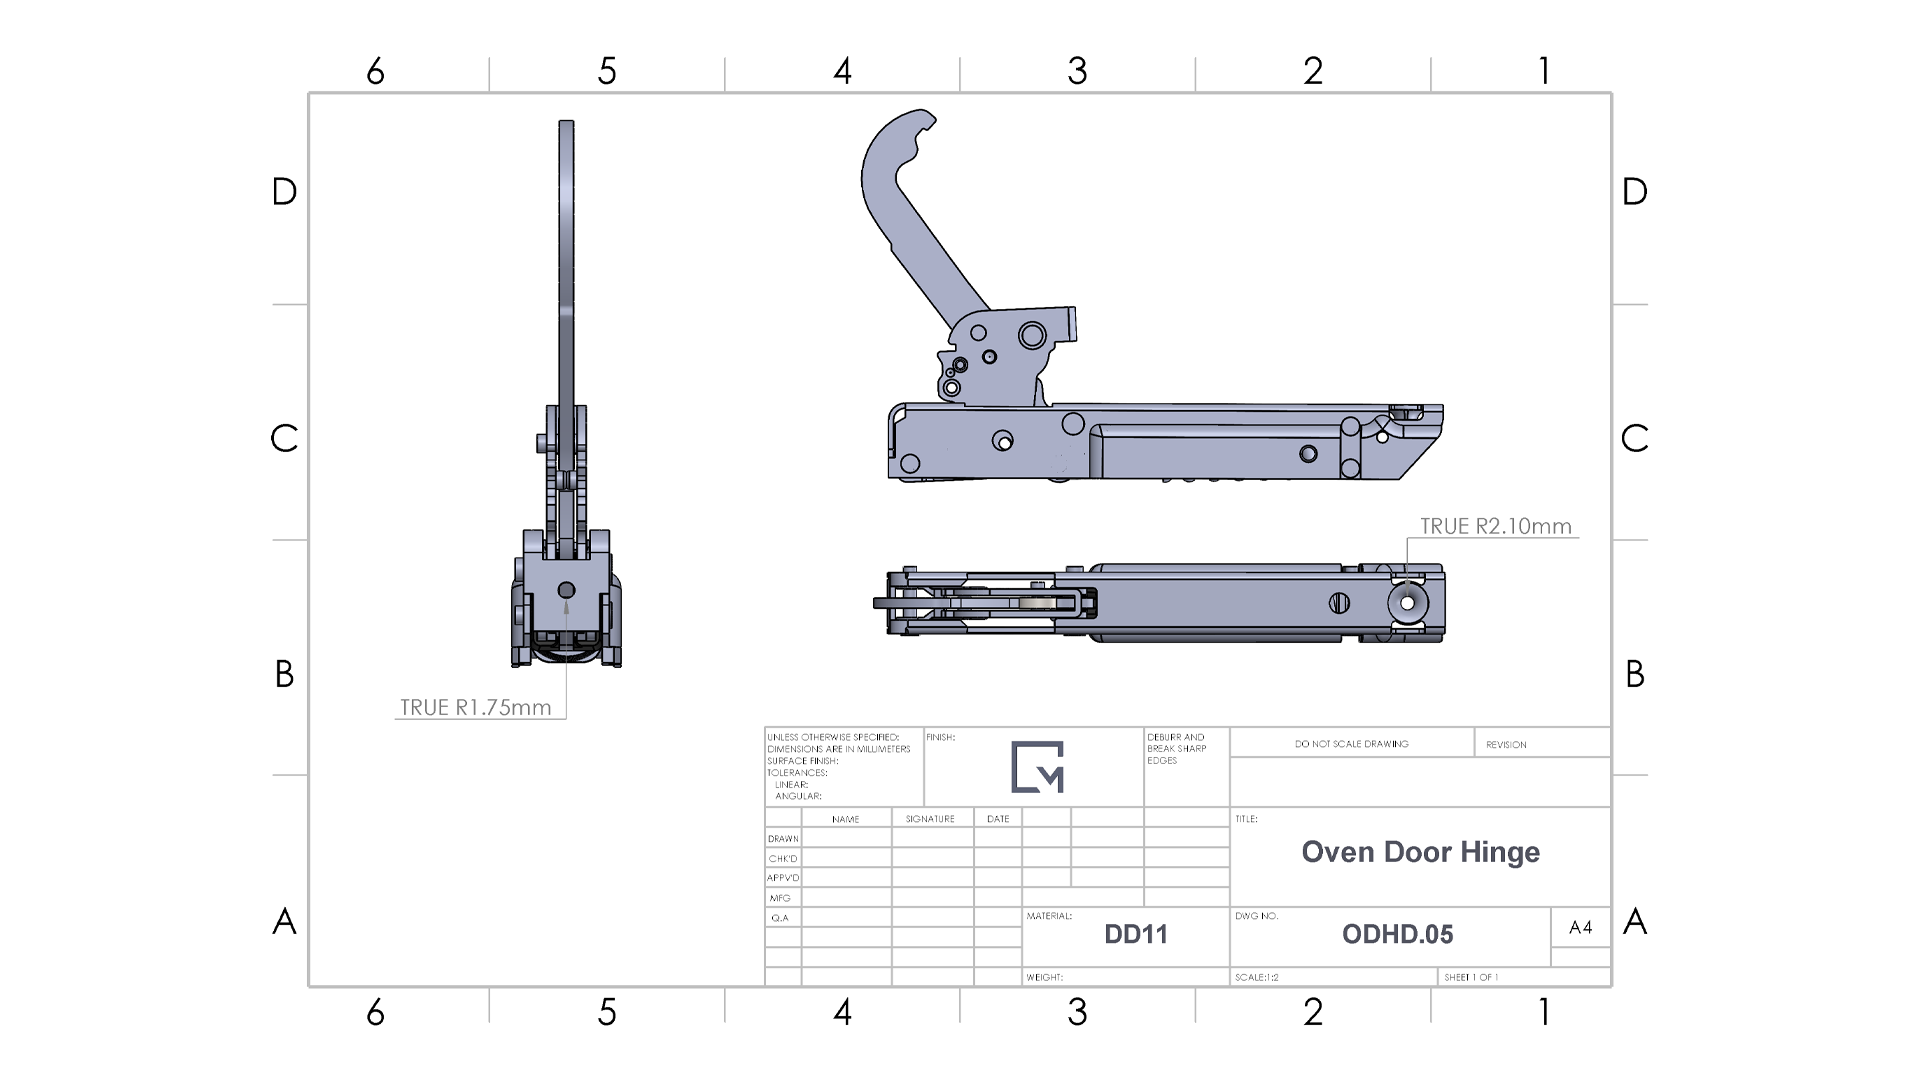 6 5 4 3 2 1
D D
C C
TRUE R2.10mm
B B
TRUE R1.75mm
UNLESS OTHERWISE SPECIFIED:
DIMENSIONS ARE IN MILLIMETERS
SURFACE FINISH:
TOLERANCES:
LINEAR:
ANGULAR:
FINISH:
DEBURR AND
BREAK SHARP
EDGES
DO NOT SCALE DRAWING
REVISION
NAME SIGNATURE DATE
DRAWN
CHK'D
APPV'D
MFG
Q.A
TITLE:
Oven Door Hinge
MATERIAL:
DD11
DWG NO.
ODHD.05
A4
A A
WEIGHT:
SCALE:1:2
SHEET 1 OF 1
6 5 4 3 2 1